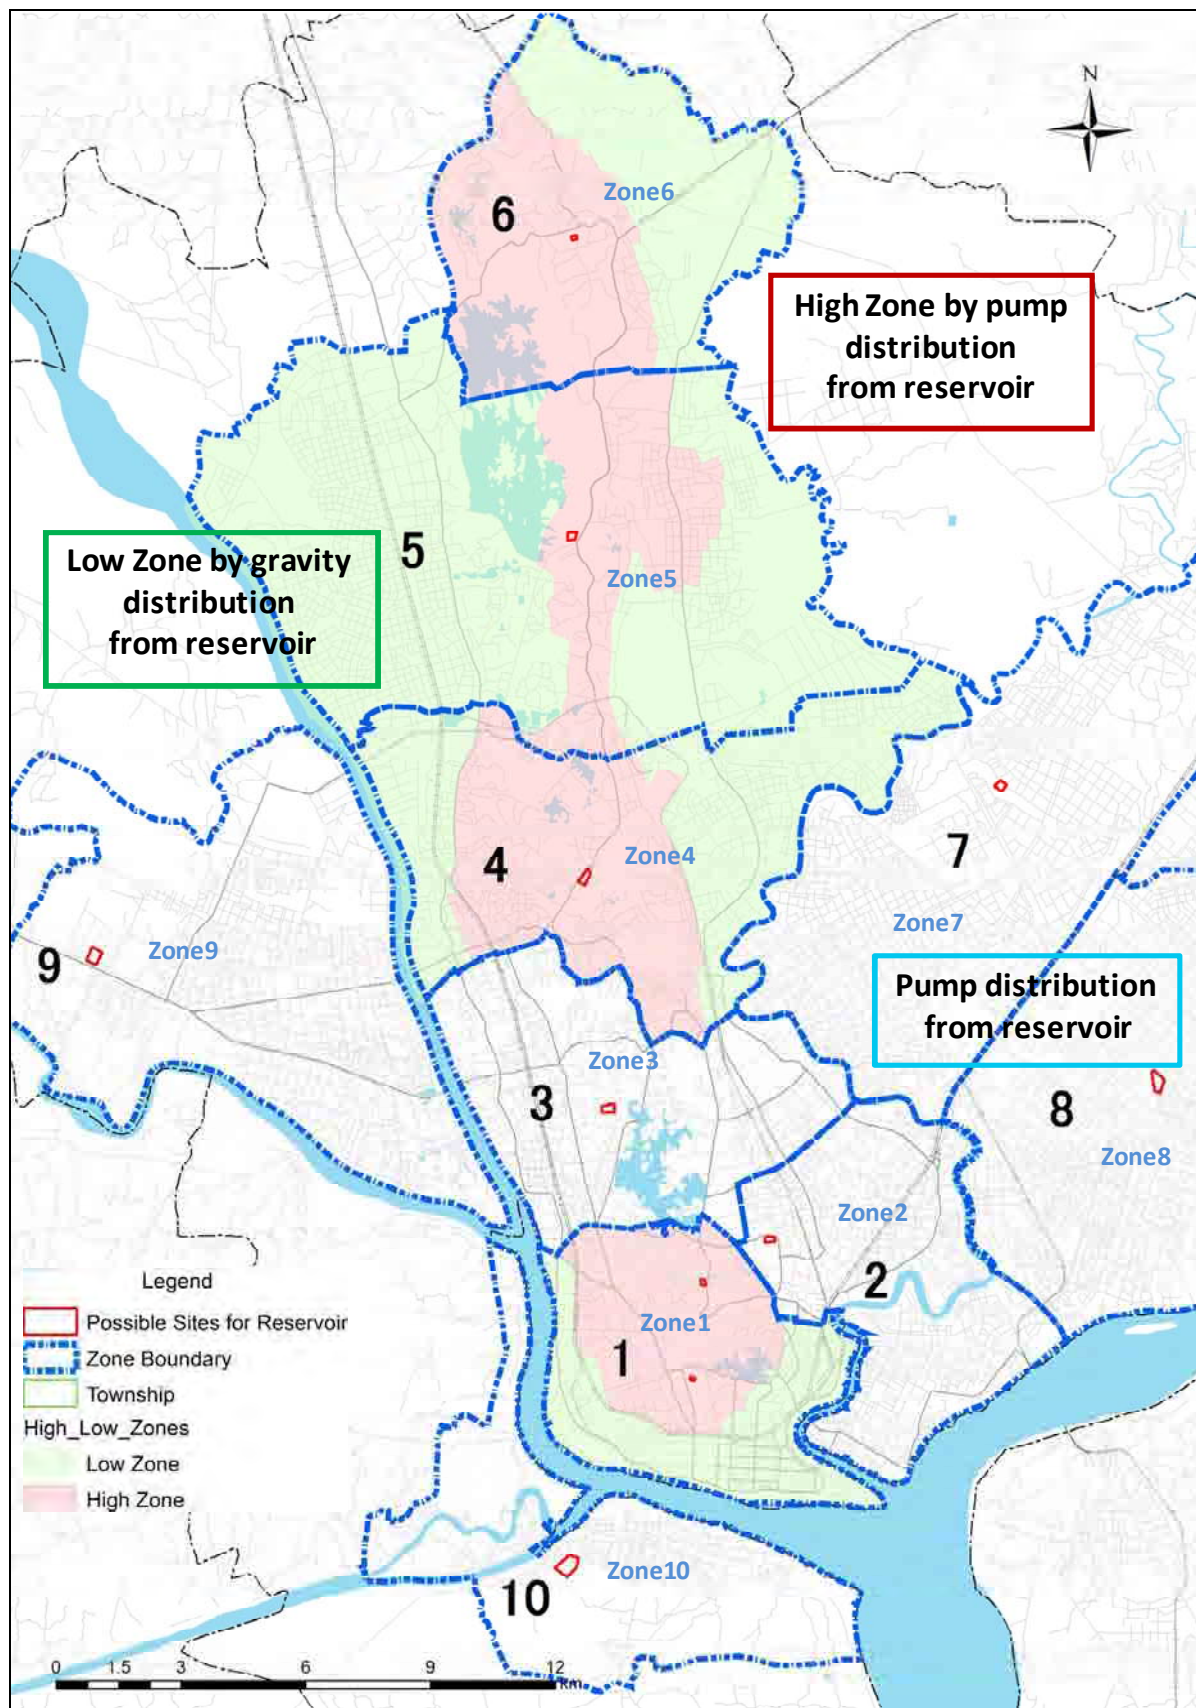 N
Zone6
6
High Zone by pump
distribution
from reservoir
Low Zone by gravity
distribution
from reservoir
5
Zone5
4
Zone4
7
Zone7
9
Zone9
Pump distribution
from reservoir
Zone3
3
8
Zone8
Zone2
2
Zone1
1
Legend
Possible Sites for Reservoir
Zone Boundary
Township
High_Low_Zones
Low Zone
High Zone
Zone10
10
0 1.5 3 6 9 12
Km